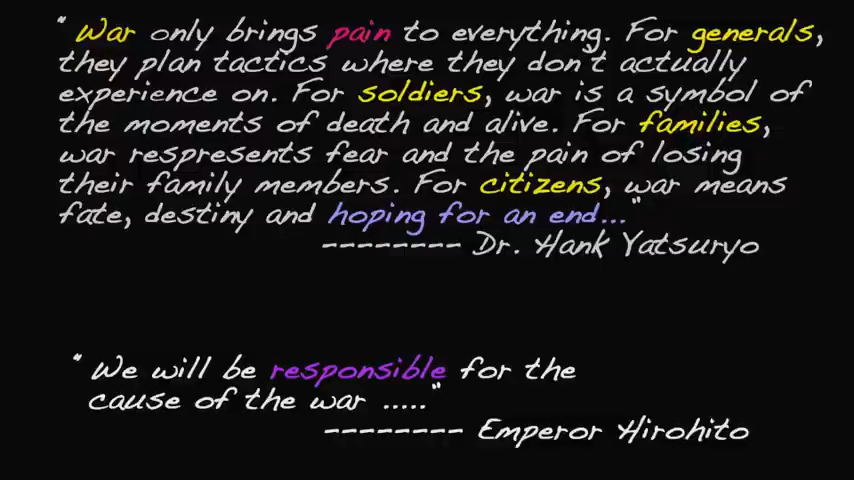 "War only brings pain to everything. For generals,
they plan tactics where they don't actually
experience on. For soldiers, war is a symbol of
the moments of death and alive. For families,
war respresents fear and the pain of losing
their family members. For citizens, war means
fate, destiny and hoping for an end..."
-------- Dr. Hank Yatsuryo
"We will be responsible for the
cause of the war ....."
-------- Emperor Hirohito